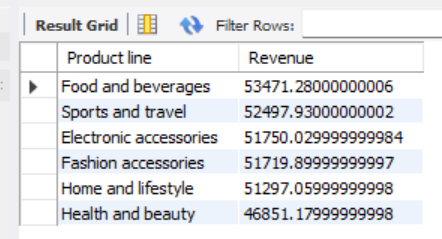 Result Grid Filter Rows:
Product line Revenue
Food and beverages 53471.28000000006
Sports and travel 52497.93000000002
Electronic accessories 51750.029999999984
Fashion accessories 51719.89999999997
Home and lifestyle 51297.05999999998
Health and beauty 46851.17999999998